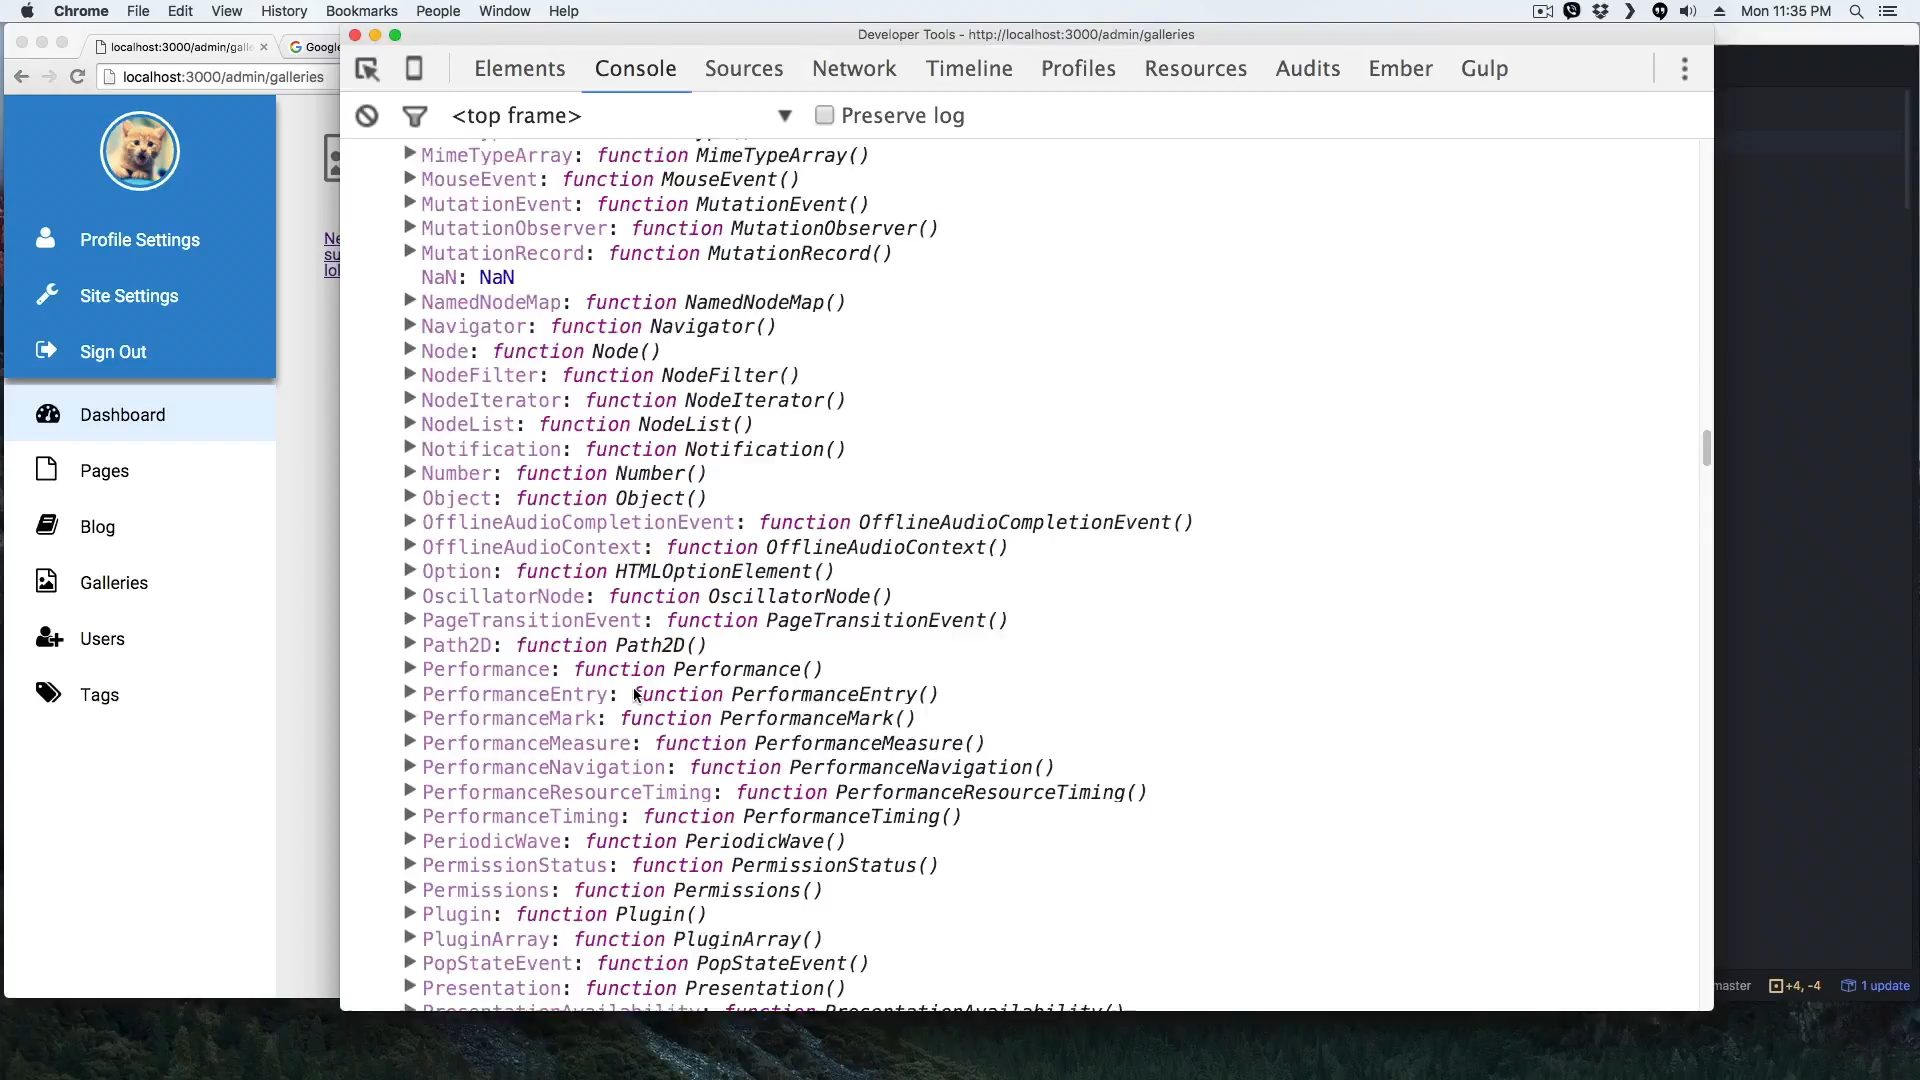 Chrome File Edit View History Bookmarks People Window Help Mon 11:35 PM
Developer Tools - http://localhost:3000/admin/galleries
localhost:3000/admin/galle Google
localhost:3000/admin/galleries
Elements Console Sources Network Timeline Profiles Resources Audits Ember Gulp
<top frame> Preserve log
Profile Settings
Site Settings
Sign Out
Dashboard
Pages
Blog
Galleries
Users
Tags
Ne
su
lol
MimeTypeArray: function MimeTypeArray()
MouseEvent: function MouseEvent()
MutationEvent: function MutationEvent()
MutationObserver: function MutationObserver()
MutationRecord: function MutationRecord()
NaN: NaN
NamedNodeMap: function NamedNodeMap()
Navigator: function Navigator()
Node: function Node()
NodeFilter: function NodeFilter()
NodeIterator: function NodeIterator()
NodeList: function NodeList()
Notification: function Notification()
Number: function Number()
Object: function Object()
OfflineAudioCompletionEvent: function OfflineAudioCompletionEvent()
OfflineAudioContext: function OfflineAudioContext()
Option: function HTMLOptionElement()
OscillatorNode: function OscillatorNode()
PageTransitionEvent: function PageTransitionEvent()
Path2D: function Path2D()
Performance: function Performance()
PerformanceEntry: function PerformanceEntry()
PerformanceMark: function PerformanceMark()
PerformanceMeasure: function PerformanceMeasure()
PerformanceNavigation: function PerformanceNavigation()
PerformanceResourceTiming: function PerformanceResourceTiming()
PerformanceTiming: function PerformanceTiming()
PeriodicWave: function PeriodicWave()
PermissionStatus: function PermissionStatus()
Permissions: function Permissions()
Plugin: function Plugin()
PluginArray: function PluginArray()
PopStateEvent: function PopStateEvent()
Presentation: function Presentation()
PresentationAvailability: function PresentationAvailability()
master +4, -4 1 update